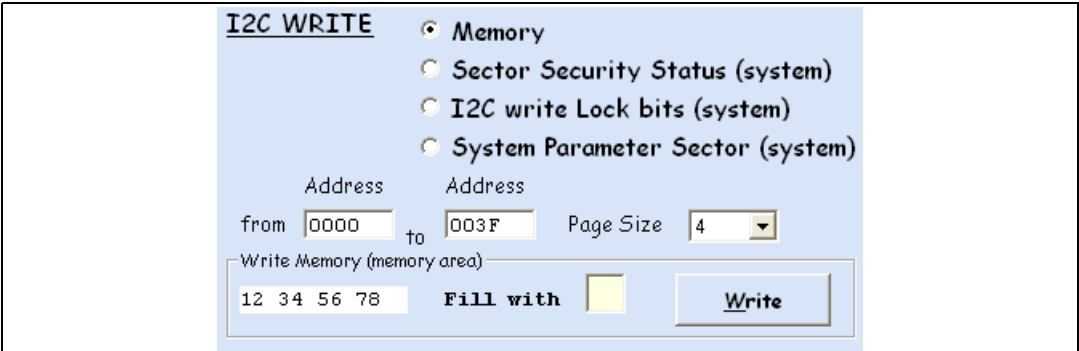 I2C WRITE
Memory
Sector Security Status (system)
I2C write Lock bits (system)
System Parameter Sector (system)
Address Address
from 0000 to 003F Page Size 4
Write Memory (memory area)
12 34 56 78 Fill with Write